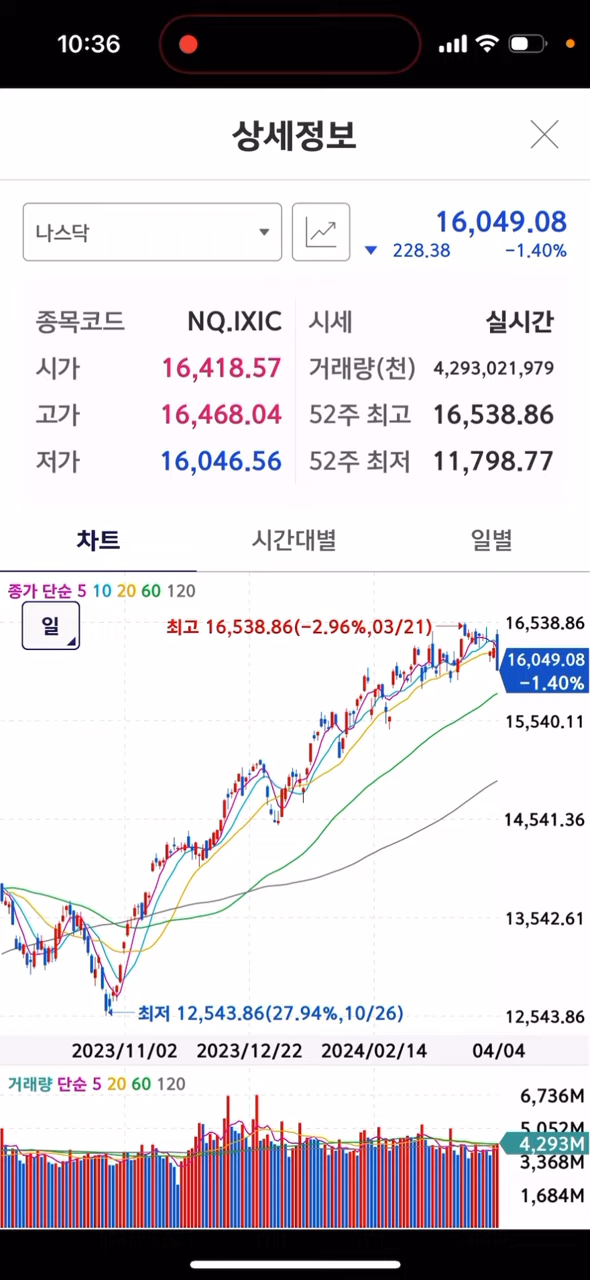 10:36
상세정보
나스닥
16,049.08
▼ 228.38 -1.40%
종목코드 NQ.IXIC 시세 실시간
시가 16,418.57 거래량(천) 4,293,021,979
고가 16,468.04 52주 최고 16,538.86
저가 16,046.56 52주 최저 11,798.77
차트 시간대별 일별
종가 단순 5 10 20 60 120
일
최고 16,538.86(-2.96%,03/21)
16,538.86
16,049.08
-1.40%
15,540.11
14,541.36
13,542.61
최저 12,543.86(27.94%,10/26)
12,543.86
2023/11/02 2023/12/22 2024/02/14 04/04
거래량 단순 5 20 60 120
6,736M
5,052M
4,293M
3,368M
1,684M